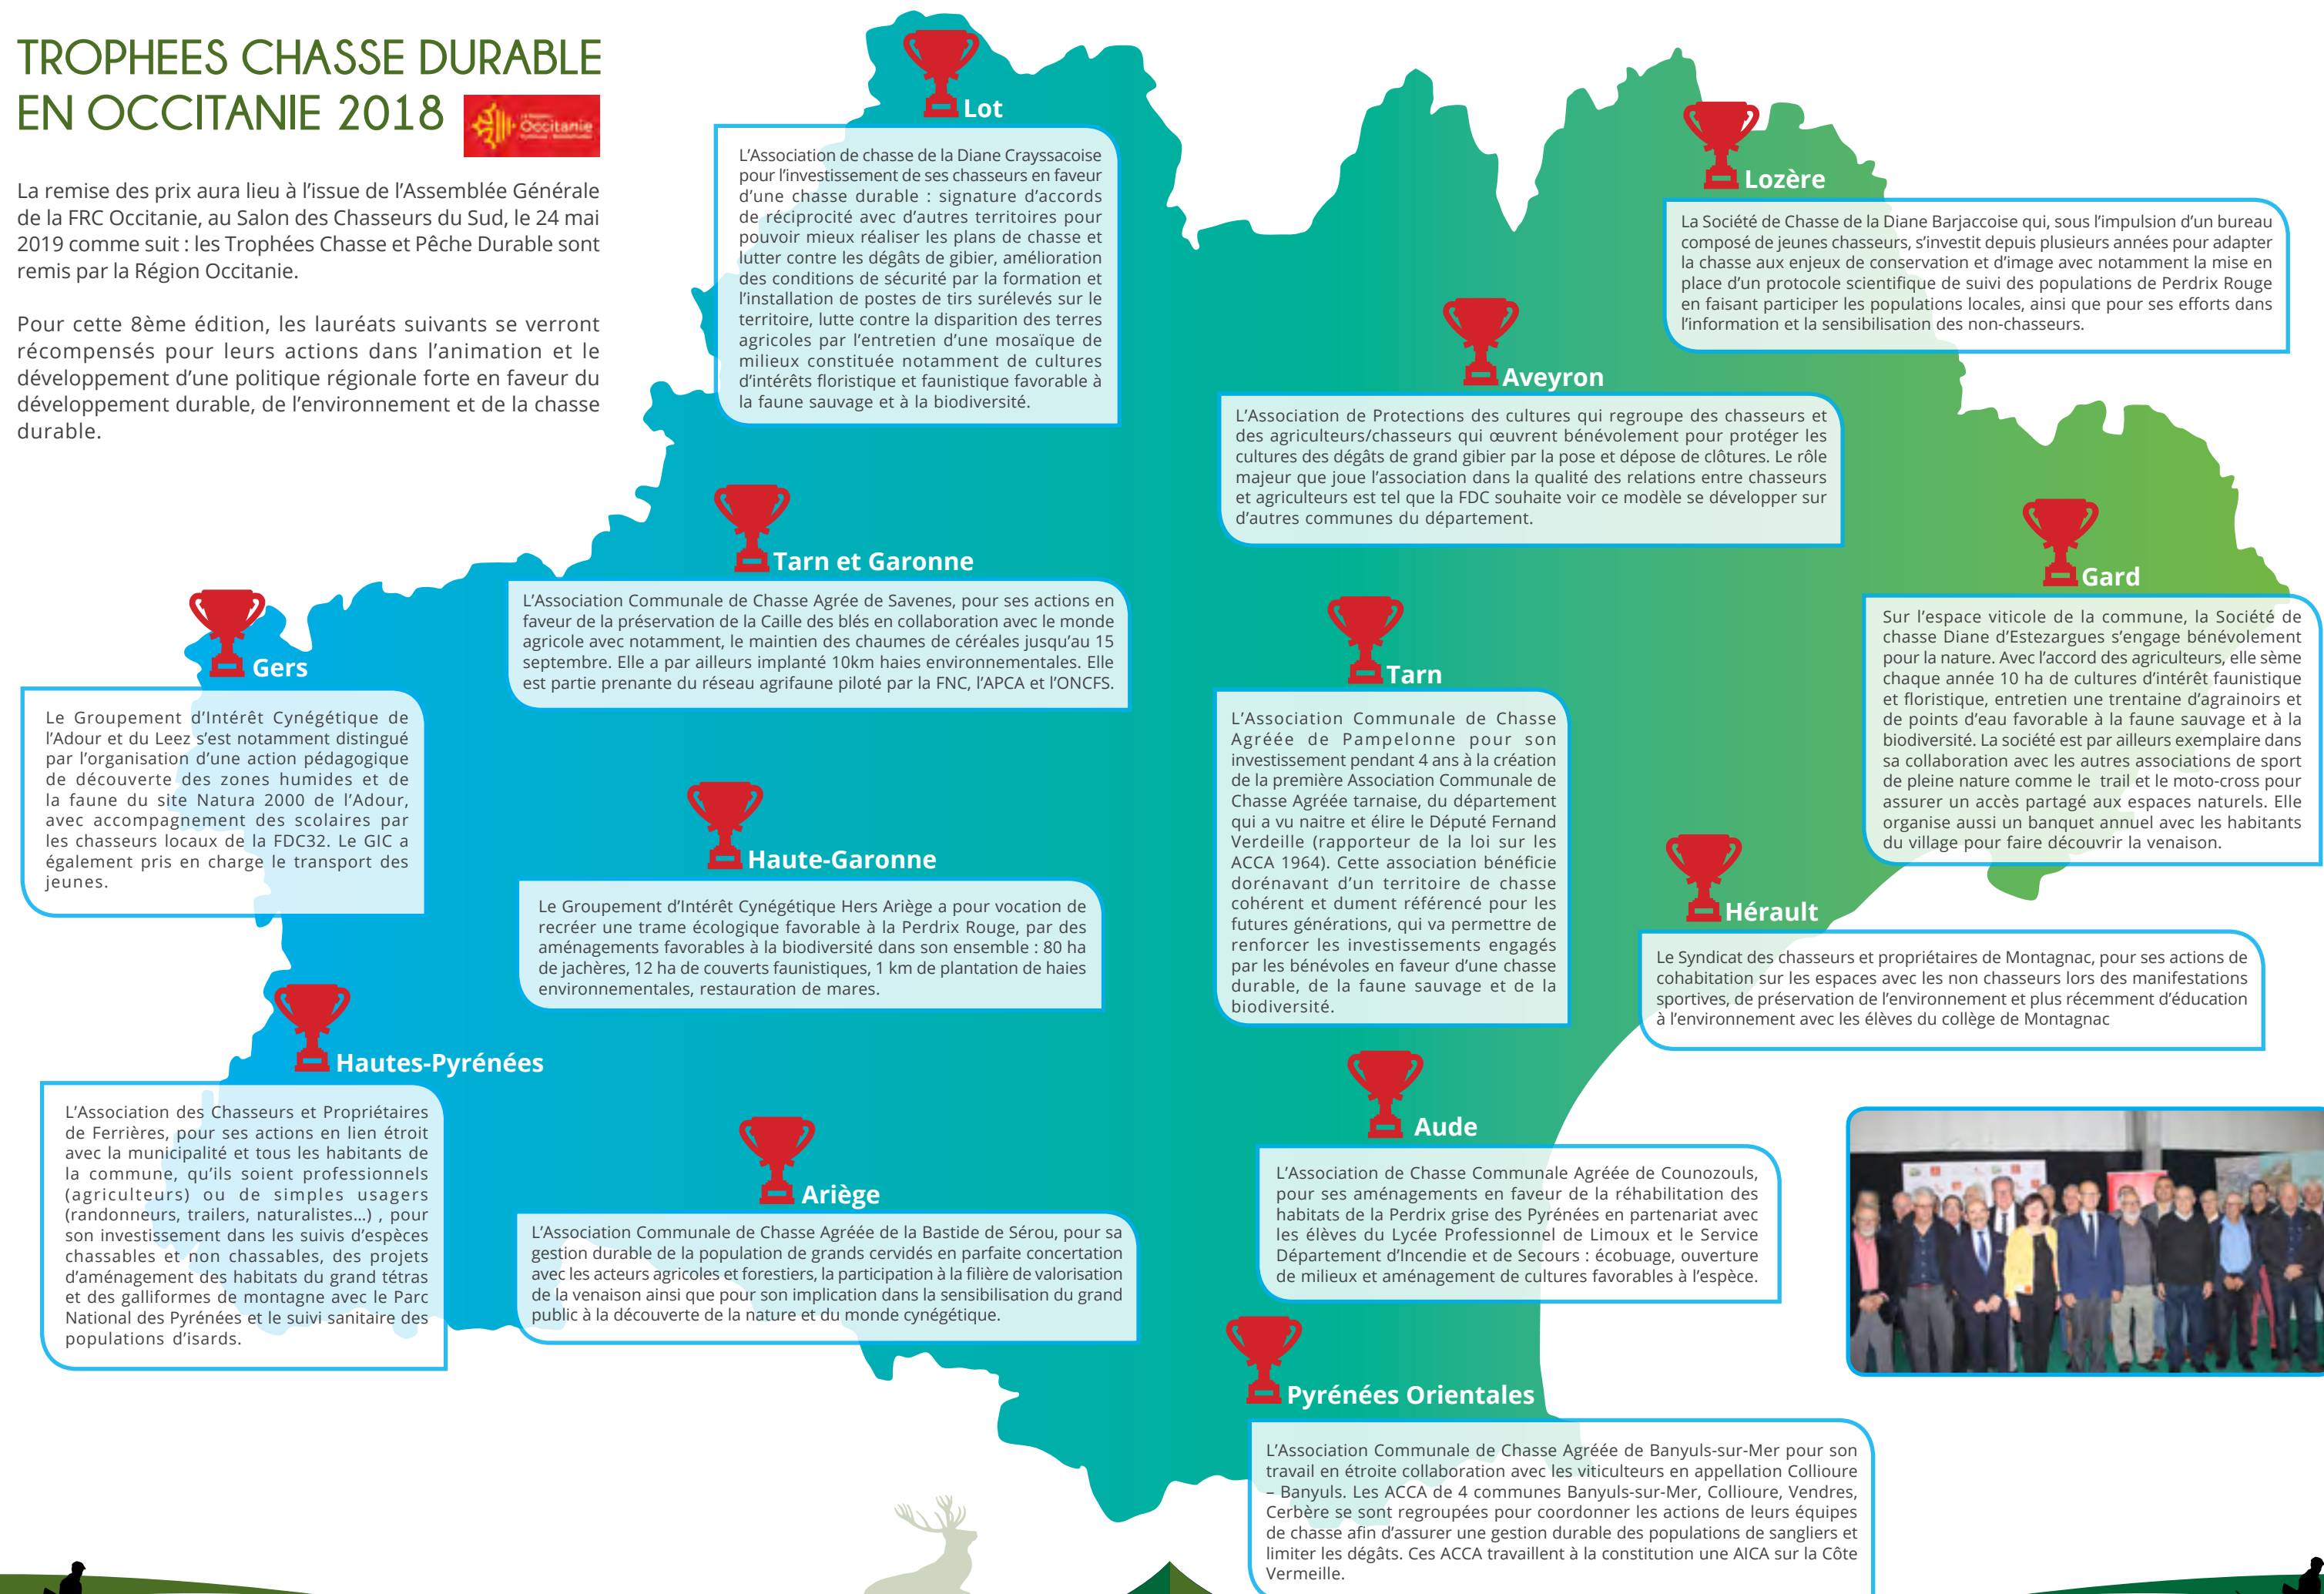 TROPHEES CHASSE DURABLE
EN OCCITANIE 2018
Occitanie
La remise des prix aura lieu à l'issue de l'Assemblée Générale
de la FRC Occitanie, au Salon des Chasseurs du Sud, le 24 mai
2019 comme suit : les Trophées Chasse et Pêche Durable sont
remis par la Région Occitanie.
Pour cette 8ème édition, les lauréats suivants se verront
récompensés pour leurs actions dans l'animation et le
développement d'une politique régionale forte en faveur du
développement durable, de l'environnement et de la chasse
durable.
Lot
L'Association de chasse de la Diane Crayssacoise
pour l'investissement de ses chasseurs en faveur
d'une chasse durable : signature d'accords
de réciprocité avec d'autres territoires pour
pouvoir mieux réaliser les plans de chasse et
lutter contre les dégâts de gibier, amélioration
des conditions de sécurité par la formation et
l'installation de postes de tirs surélevés sur le
territoire, lutte contre la disparition des terres
agricoles par l'entretien d'une mosaïque de
milieux constituée notamment de cultures
d'intérêts floristique et faunistique favorable à
la faune sauvage et à la biodiversité.
Lozère
La Société de Chasse de la Diane Barjaccoise qui, sous l'impulsion d'un bureau
composé de jeunes chasseurs, s'investit depuis plusieurs années pour adapter
la chasse aux enjeux de conservation et d'image avec notamment la mise en
place d'un protocole scientifique de suivi des populations de Perdrix Rouge
en faisant participer les populations locales, ainsi que pour ses efforts dans
l'information et la sensibilisation des non-chasseurs.
Aveyron
L'Association de Protections des cultures qui regroupe des chasseurs et
des agriculteurs/chasseurs qui œuvrent bénévolement pour protéger les
cultures des dégâts de grand gibier par la pose et dépose de clôtures. Le rôle
majeur que joue l'association dans la qualité des relations entre chasseurs
et agriculteurs est tel que la FDC souhaite voir ce modèle se développer sur
d'autres communes du département.
Tarn et Garonne
L'Association Communale de Chasse Agrée de Savenes, pour ses actions en
faveur de la préservation de la Caille des blés en collaboration avec le monde
agricole avec notamment, le maintien des chaumes de céréales jusqu'au 15
septembre. Elle a par ailleurs implanté 10km haies environnementales. Elle
est partie prenante du réseau agrifaune piloté par la FNC, l'APCA et l'ONCFS.
Gard
Sur l'espace viticole de la commune, la Société de
chasse Diane d'Estezargues s'engage bénévolement
pour la nature. Avec l'accord des agriculteurs, elle sème
chaque année 10 ha de cultures d'intérêt faunistique
et floristique, entretien une trentaine d'agrainoirs et
de points d'eau favorable à la faune sauvage et à la
biodiversité. La société est par ailleurs exemplaire dans
sa collaboration avec les autres associations de sport
de pleine nature comme le trail et le moto-cross pour
assurer un accès partagé aux espaces naturels. Elle
organise aussi un banquet annuel avec les habitants
du village pour faire découvrir la venaison.
Gers
Le Groupement d'Intérêt Cynégétique de
l'Adour et du Leez s'est notamment distingué
par l'organisation d'une action pédagogique
de découverte des zones humides et de
la faune du site Natura 2000 de l'Adour,
avec accompagnement des scolaires par
les chasseurs locaux de la FDC32. Le GIC a
également pris en charge le transport des
jeunes.
Tarn
L'Association Communale de Chasse
Agréée de Pampelonne pour son
investissement pendant 4 ans à la création
de la première Association Communale de
Chasse Agréée tarnaise, du département
qui a vu naitre et élire le Député Fernand
Verdeille (rapporteur de la loi sur les
ACCA 1964). Cette association bénéficie
dorénavant d'un territoire de chasse
cohérent et dument référencé pour les
futures générations, qui va permettre de
renforcer les investissements engagés
par les bénévoles en faveur d'une chasse
durable, de la faune sauvage et de la
biodiversité.
Haute-Garonne
Le Groupement d'Intérêt Cynégétique Hers Ariège a pour vocation de
recréer une trame écologique favorable à la Perdrix Rouge, par des
aménagements favorables à la biodiversité dans son ensemble : 80 ha
de jachères, 12 ha de couverts faunistiques, 1 km de plantation de haies
environnementales, restauration de mares.
Hérault
Le Syndicat des chasseurs et propriétaires de Montagnac, pour ses actions de
cohabitation sur les espaces avec les non chasseurs lors des manifestations
sportives, de préservation de l'environnement et plus récemment d'éducation
à l'environnement avec les élèves du collège de Montagnac
Hautes-Pyrénées
L'Association des Chasseurs et Propriétaires
de Ferrières, pour ses actions en lien étroit
avec la municipalité et tous les habitants de
la commune, qu'ils soient professionnels
(agriculteurs) ou de simples usagers
(randonneurs, trailers, naturalistes...) , pour
son investissement dans les suivis d'espèces
chassables et non chassables, des projets
d'aménagement des habitats du grand tétras
et des galliformes de montagne avec le Parc
National des Pyrénées et le suivi sanitaire des
populations d'isards.
Ariège
L'Association Communale de Chasse Agréée de la Bastide de Sérou, pour sa
gestion durable de la population de grands cervidés en parfaite concertation
avec les acteurs agricoles et forestiers, la participation à la filière de valorisation
de la venaison ainsi que pour son implication dans la sensibilisation du grand
public à la découverte de la nature et du monde cynégétique.
Aude
L'Association de Chasse Communale Agréée de Counozouls,
pour ses aménagements en faveur de la réhabilitation des
habitats de la Perdrix grise des Pyrénées en partenariat avec
les élèves du Lycée Professionnel de Limoux et le Service
Département d'Incendie et de Secours : écobuage, ouverture
de milieux et aménagement de cultures favorables à l'espèce.
Pyrénées Orientales
L'Association Communale de Chasse Agréée de Banyuls-sur-Mer pour son
travail en étroite collaboration avec les viticulteurs en appellation Collioure
– Banyuls. Les ACCA de 4 communes Banyuls-sur-Mer, Collioure, Vendres,
Cerbère se sont regroupées pour coordonner les actions de leurs équipes
de chasse afin d'assurer une gestion durable des populations de sangliers et
limiter les dégâts. Ces ACCA travaillent à la constitution une AICA sur la Côte
Vermeille.